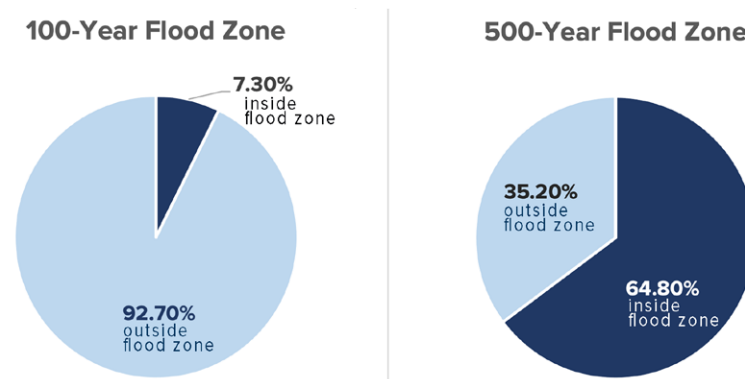 100-Year Flood Zone
7.30%
inside
flood zone
92.70%
outside
flood zone
500-Year Flood Zone
35.20%
outside
flood zone
64.80%
inside
flood zone